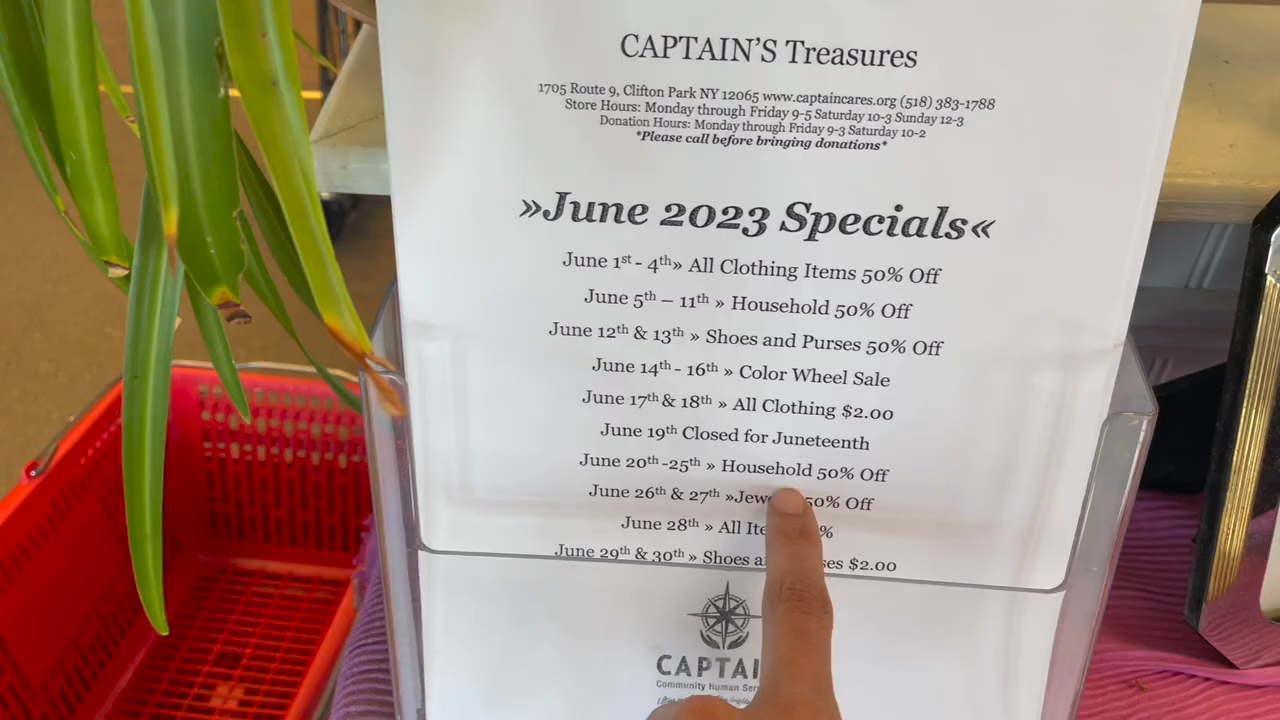 CAPTAIN'S Treasures
1705 Route 9, Clifton Park NY 12065 www.captaincares.org (518) 383-1788
Store Hours: Monday through Friday 9-5 Saturday 10-3 Sunday 12-3
Donation Hours: Monday through Friday 9-3 Saturday 10-2
*Please call before bringing donations*
»June 2023 Specials«
June 1st - 4th» All Clothing Items 50% Off
June 5th – 11th » Household 50% Off
June 12th & 13th » Shoes and Purses 50% Off
June 14th - 16th » Color Wheel Sale
June 17th & 18th » All Clothing $2.00
June 19th Closed for Juneteenth
June 20th -25th » Household 50% Off
June 26th & 27th » 50% Off
June 28th » All %
June 29th & 30th » Shoes $2.00
CAPTAI
Community Human